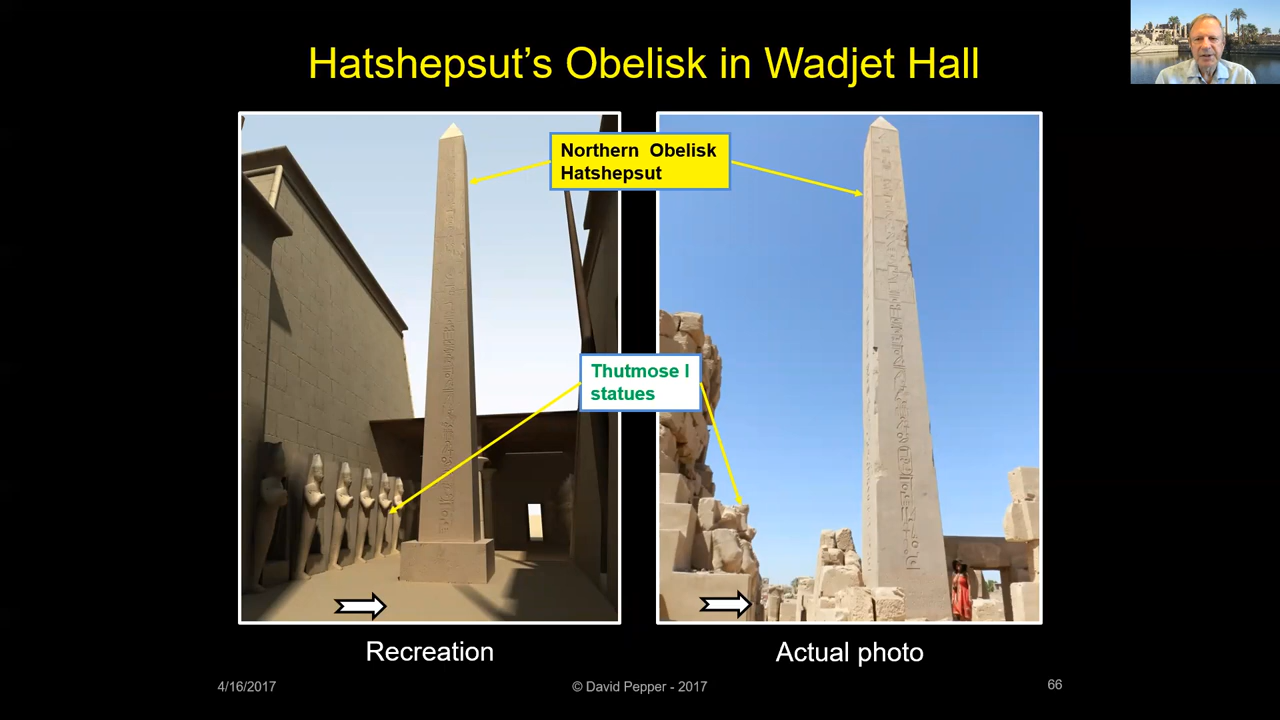 Hatshepsut's Obelisk in Wadjet Hall
Northern Obelisk
Hatshepsut
Thutmose I
statues
Recreation
Actual photo
4/16/2017
© David Pepper - 2017
66